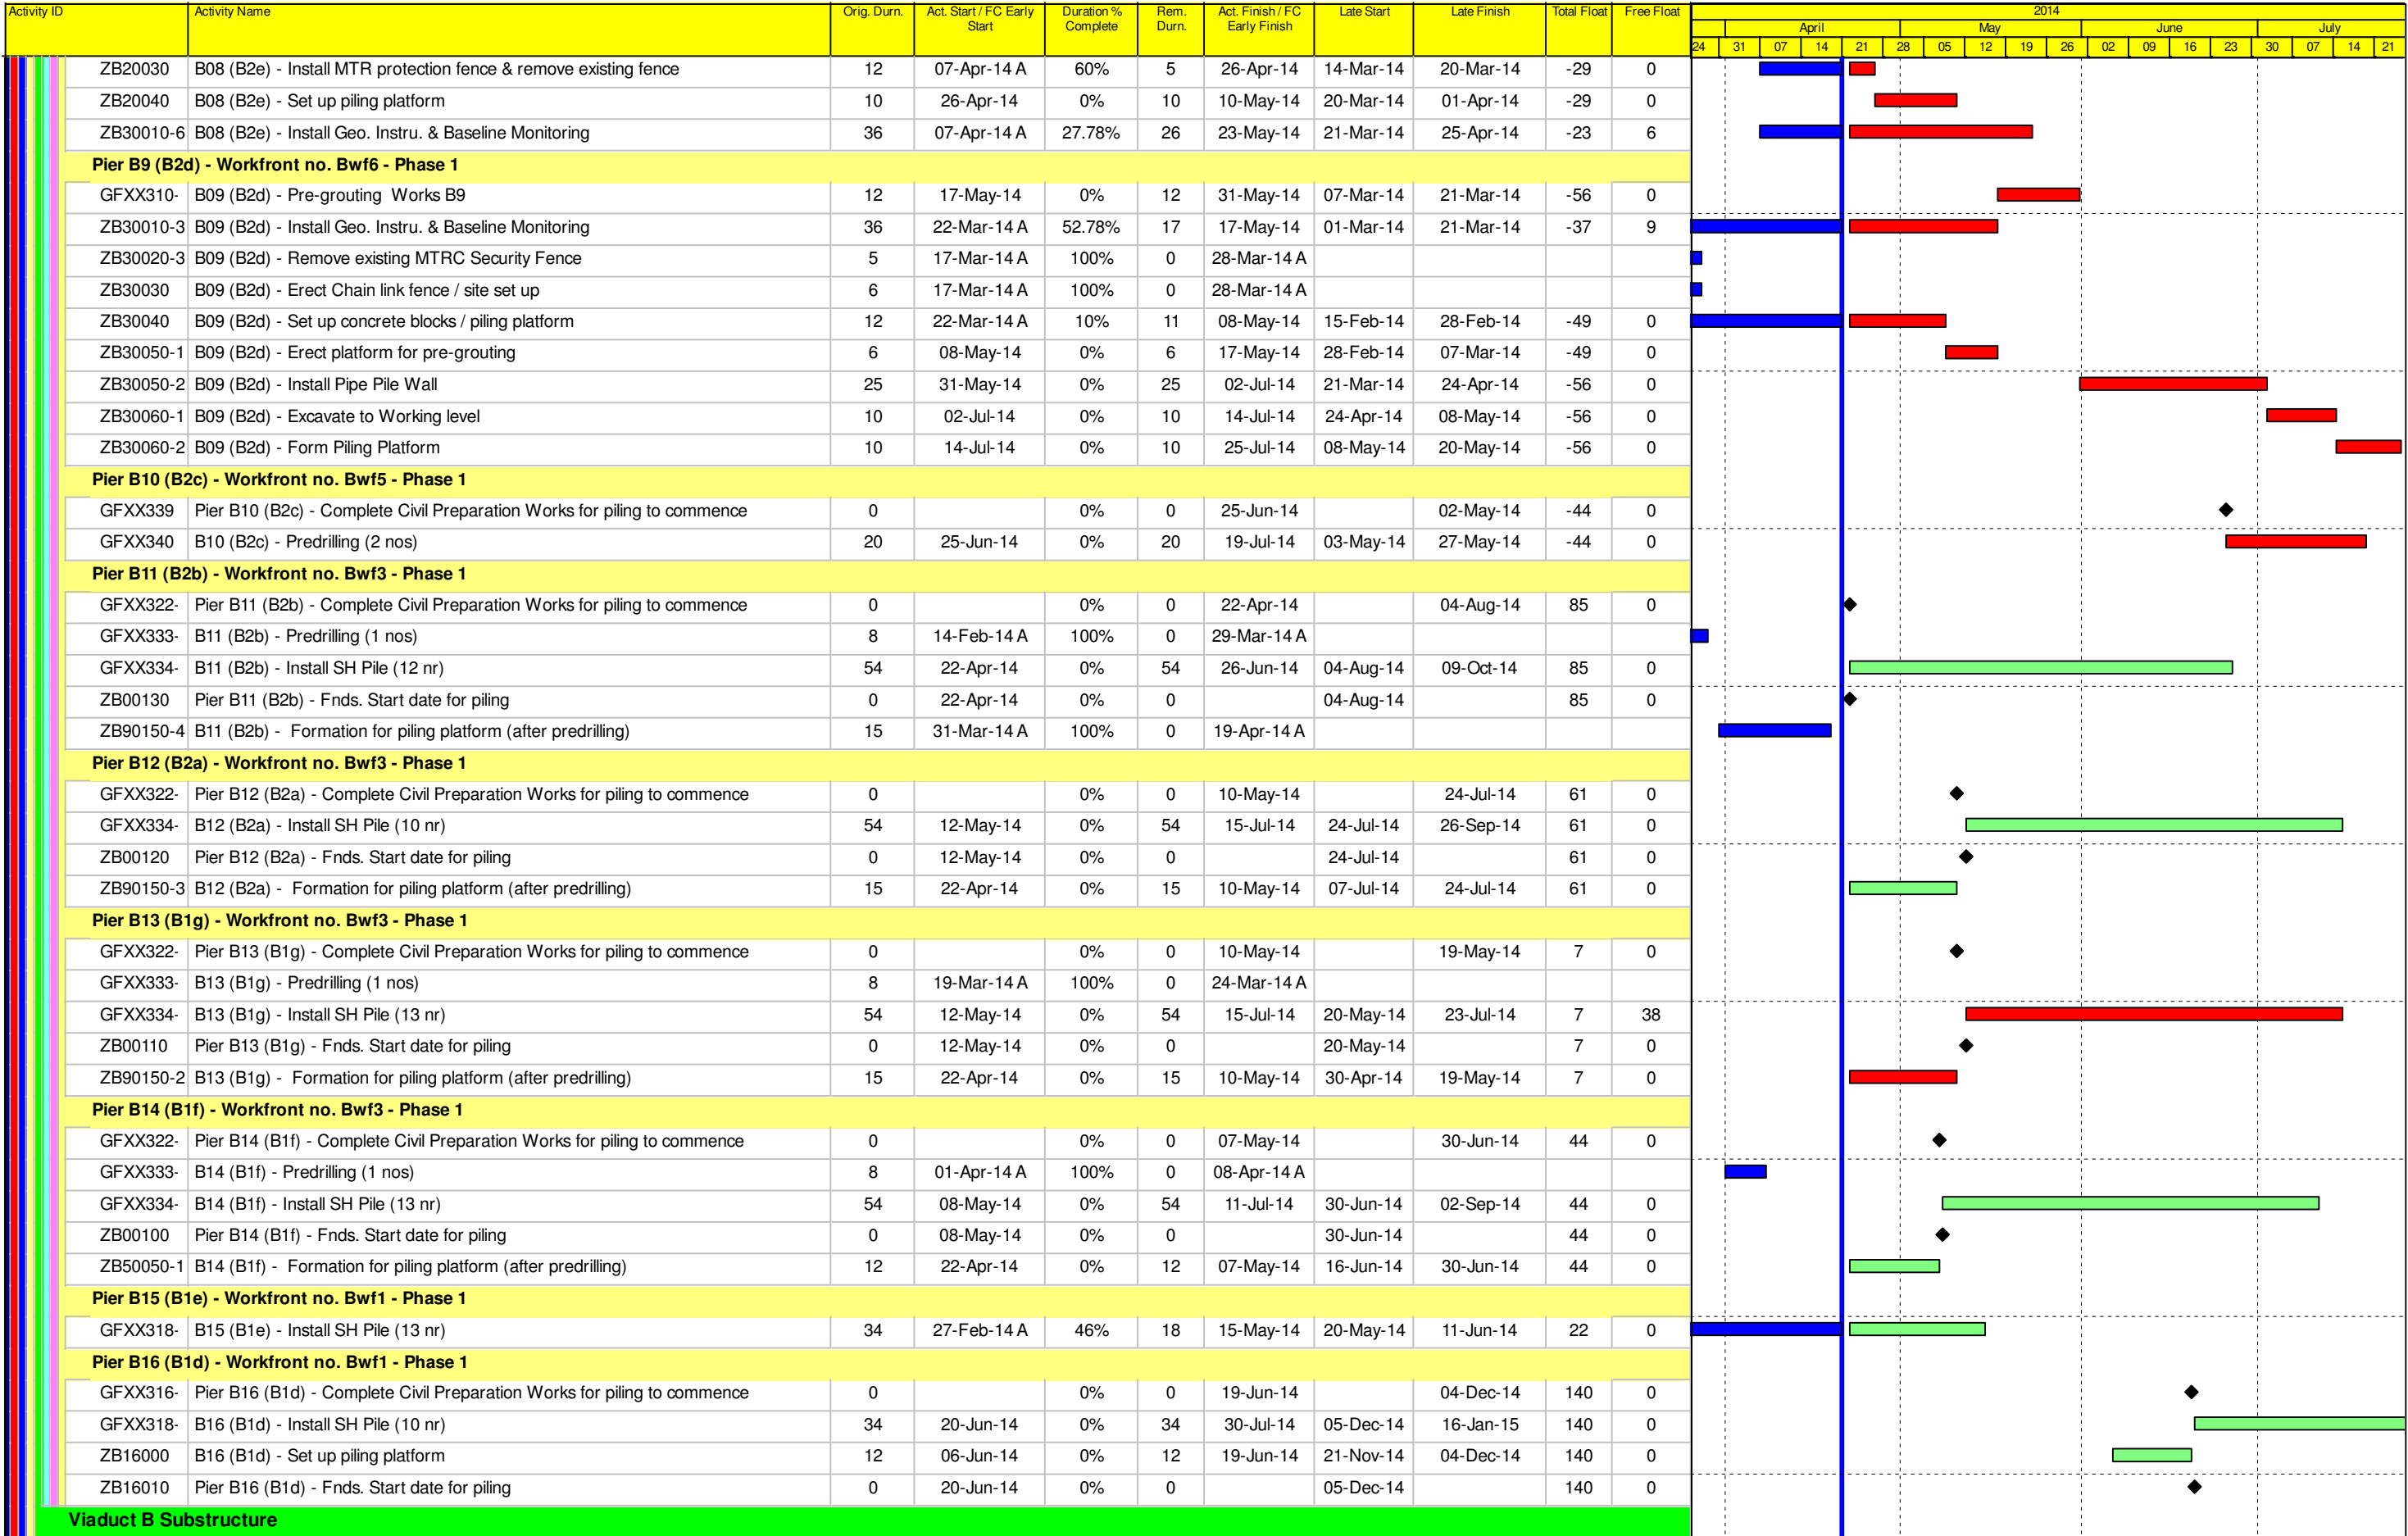 Activity ID Activity Name Orig. Durn. Act. Start / FC Early Start Duration % Complete Rem. Durn. Act. Finish / FC Early Finish Late Start Late Finish Total Float Free Float 2014
April May June July
24 31 07 14 21 28 05 12 19 26 02 09 16 23 30 07 14 21
ZB20030 B08 (B2e) - Install MTR protection fence & remove existing fence 12 07-Apr-14 A 60% 5 26-Apr-14 14-Mar-14 20-Mar-14 -29 0
ZB20040 B08 (B2e) - Set up piling platform 10 26-Apr-14 0% 10 10-May-14 20-Mar-14 01-Apr-14 -29 0
ZB30010-6 B08 (B2e) - Install Geo. Instru. & Baseline Monitoring 36 07-Apr-14 A 27.78% 26 23-May-14 21-Mar-14 25-Apr-14 -23 6
Pier B9 (B2d) - Workfront no. Bwf6 - Phase 1
GFXX310- B09 (B2d) - Pre-grouting Works B9 12 17-May-14 0% 12 31-May-14 07-Mar-14 21-Mar-14 -56 0
ZB30010-3 B09 (B2d) - Install Geo. Instru. & Baseline Monitoring 36 22-Mar-14 A 52.78% 17 17-May-14 01-Mar-14 21-Mar-14 -37 9
ZB30020-3 B09 (B2d) - Remove existing MTRC Security Fence 5 17-Mar-14 A 100% 0 28-Mar-14 A
ZB30030 B09 (B2d) - Erect Chain link fence / site set up 6 17-Mar-14 A 100% 0 28-Mar-14 A
ZB30040 B09 (B2d) - Set up concrete blocks / piling platform 12 22-Mar-14 A 10% 11 08-May-14 15-Feb-14 28-Feb-14 -49 0
ZB30050-1 B09 (B2d) - Erect platform for pre-grouting 6 08-May-14 0% 6 17-May-14 28-Feb-14 07-Mar-14 -49 0
ZB30050-2 B09 (B2d) - Install Pipe Pile Wall 25 31-May-14 0% 25 02-Jul-14 21-Mar-14 24-Apr-14 -56 0
ZB30060-1 B09 (B2d) - Excavate to Working level 10 02-Jul-14 0% 10 14-Jul-14 24-Apr-14 08-May-14 -56 0
ZB30060-2 B09 (B2d) - Form Piling Platform 10 14-Jul-14 0% 10 25-Jul-14 08-May-14 20-May-14 -56 0
Pier B10 (B2c) - Workfront no. Bwf5 - Phase 1
GFXX339 Pier B10 (B2c) - Complete Civil Preparation Works for piling to commence 0 0% 0 25-Jun-14 02-May-14 -44 0
GFXX340 B10 (B2c) - Predrilling (2 nos) 20 25-Jun-14 0% 20 19-Jul-14 03-May-14 27-May-14 -44 0
Pier B11 (B2b) - Workfront no. Bwf3 - Phase 1
GFXX322- Pier B11 (B2b) - Complete Civil Preparation Works for piling to commence 0 0% 0 22-Apr-14 04-Aug-14 85 0
GFXX333- B11 (B2b) - Predrilling (1 nos) 8 14-Feb-14 A 100% 0 29-Mar-14 A
GFXX334- B11 (B2b) - Install SH Pile (12 nr) 54 22-Apr-14 0% 54 26-Jun-14 04-Aug-14 09-Oct-14 85 0
ZB00130 Pier B11 (B2b) - Fnds. Start date for piling 0 22-Apr-14 0% 0 04-Aug-14 85 0
ZB90150-4 B11 (B2b) - Formation for piling platform (after predrilling) 15 31-Mar-14 A 100% 0 19-Apr-14 A
Pier B12 (B2a) - Workfront no. Bwf3 - Phase 1
GFXX322- Pier B12 (B2a) - Complete Civil Preparation Works for piling to commence 0 0% 0 10-May-14 24-Jul-14 61 0
GFXX334- B12 (B2a) - Install SH Pile (10 nr) 54 12-May-14 0% 54 15-Jul-14 24-Jul-14 26-Sep-14 61 0
ZB00120 Pier B12 (B2a) - Fnds. Start date for piling 0 12-May-14 0% 0 24-Jul-14 61 0
ZB90150-3 B12 (B2a) - Formation for piling platform (after predrilling) 15 22-Apr-14 0% 15 10-May-14 07-Jul-14 24-Jul-14 61 0
Pier B13 (B1g) - Workfront no. Bwf3 - Phase 1
GFXX322- Pier B13 (B1g) - Complete Civil Preparation Works for piling to commence 0 0% 0 10-May-14 19-May-14 7 0
GFXX333- B13 (B1g) - Predrilling (1 nos) 8 19-Mar-14 A 100% 0 24-Mar-14 A
GFXX334- B13 (B1g) - Install SH Pile (13 nr) 54 12-May-14 0% 54 15-Jul-14 20-May-14 23-Jul-14 7 38
ZB00110 Pier B13 (B1g) - Fnds. Start date for piling 0 12-May-14 0% 0 20-May-14 7 0
ZB90150-2 B13 (B1g) - Formation for piling platform (after predrilling) 15 22-Apr-14 0% 15 10-May-14 30-Apr-14 19-May-14 7 0
Pier B14 (B1f) - Workfront no. Bwf3 - Phase 1
GFXX322- Pier B14 (B1f) - Complete Civil Preparation Works for piling to commence 0 0% 0 07-May-14 30-Jun-14 44 0
GFXX333- B14 (B1f) - Predrilling (1 nos) 8 01-Apr-14 A 100% 0 08-Apr-14 A
GFXX334- B14 (B1f) - Install SH Pile (13 nr) 54 08-May-14 0% 54 11-Jul-14 30-Jun-14 02-Sep-14 44 0
ZB00100 Pier B14 (B1f) - Fnds. Start date for piling 0 08-May-14 0% 0 30-Jun-14 44 0
ZB50050-1 B14 (B1f) - Formation for piling platform (after predrilling) 12 22-Apr-14 0% 12 07-May-14 16-Jun-14 30-Jun-14 44 0
Pier B15 (B1e) - Workfront no. Bwf1 - Phase 1
GFXX318- B15 (B1e) - Install SH Pile (13 nr) 34 27-Feb-14 A 46% 18 15-May-14 20-May-14 11-Jun-14 22 0
Pier B16 (B1d) - Workfront no. Bwf1 - Phase 1
GFXX316- Pier B16 (B1d) - Complete Civil Preparation Works for piling to commence 0 0% 0 19-Jun-14 04-Dec-14 140 0
GFXX318- B16 (B1d) - Install SH Pile (10 nr) 34 20-Jun-14 0% 34 30-Jul-14 05-Dec-14 16-Jan-15 140 0
ZB16000 B16 (B1d) - Set up piling platform 12 06-Jun-14 0% 12 19-Jun-14 21-Nov-14 04-Dec-14 140 0
ZB16010 Pier B16 (B1d) - Fnds. Start date for piling 0 20-Jun-14 0% 0 05-Dec-14 140 0
Viaduct B Substructure